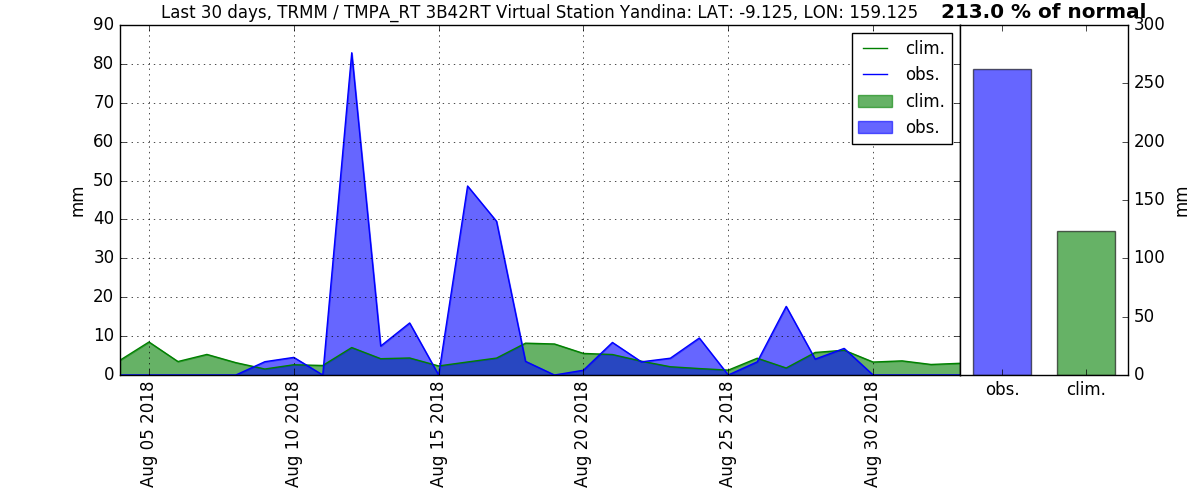 Last 30 days, TRMM / TMPA_RT 3B42RT Virtual Station Yandina: LAT: -9.125, LON: 159.125
213.0 % of normal
90
80
70
60
50
40
30
20
10
0
mm
Aug 05 2018
Aug 10 2018
Aug 15 2018
Aug 20 2018
Aug 25 2018
Aug 30 2018
clim.
obs.
clim.
obs.
300
250
200
150
100
50
0
mm
obs.
clim.